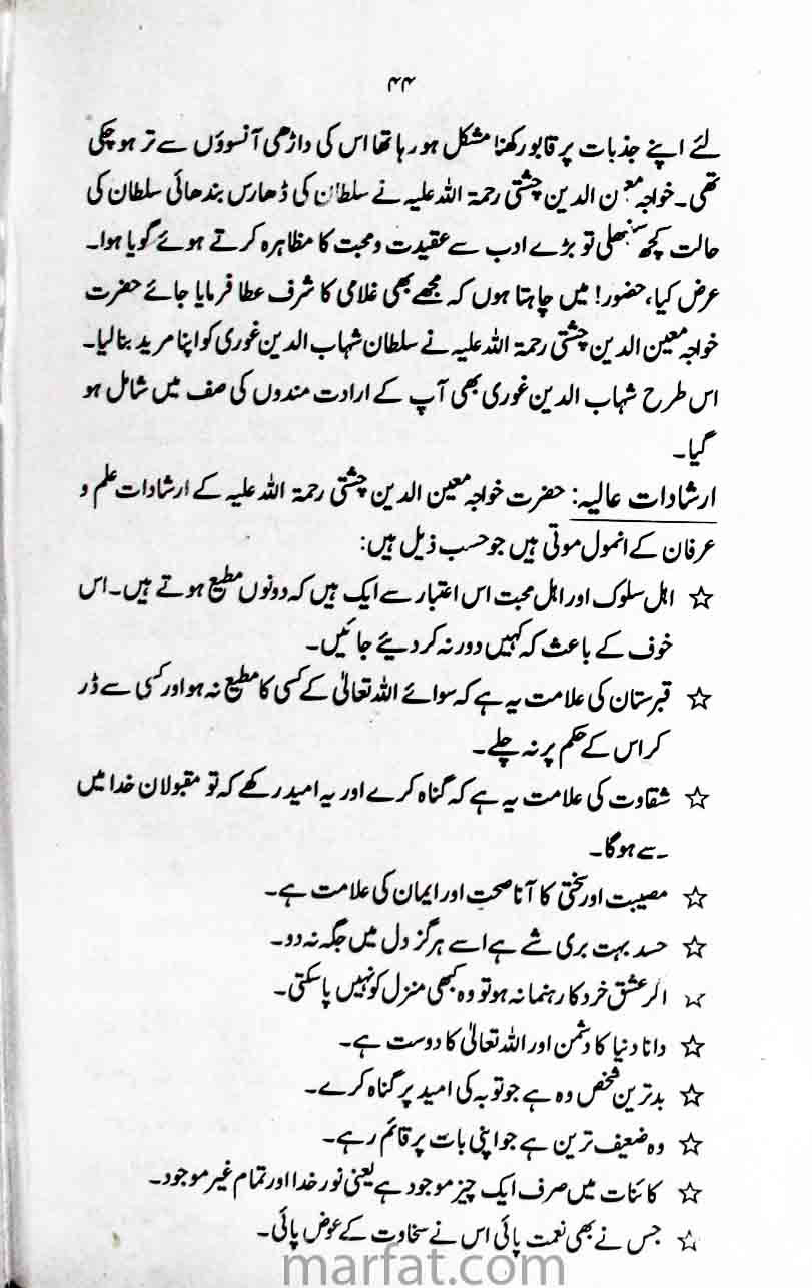 ۴۴
لئے اپنے جذبات پر قابو رکھنا مشکل ہو رہا تھا اس کی داڑھی آنسوؤں سے تر ہو چکی
تھی۔ خواجہ معین الدین چشتی رحمۃ اللہ علیہ نے سلطان کی ڈھارس بندھائی سلطان کی
حالت کچھ سنبھلی تو بڑے ادب سے عقیدت و محبت کا مظاہرہ کرتے ہوئے گویا ہوا۔
عرض کیا، حضور! میں چاہتا ہوں کہ مجھے بھی غلامی کا شرف عطا فرمایا جائے حضرت
خواجہ معین الدین چشتی رحمۃ اللہ علیہ نے سلطان شہاب الدین غوری کو اپنا مرید بنالیا۔
اس طرح شہاب الدین غوری بھی آپ کے ارادت مندوں کی صف میں شامل ہو
گیا۔
ارشادات عالیہ: حضرت خواجہ معین الدین چشتی رحمۃ اللہ علیہ کے ارشادات علم و
عرفان کے انمول موتی ہیں جو حسب ذیل ہیں:
☆ اہل سلوک اور اہل محبت اس اعتبار سے ایک ہیں کہ دونوں مطیع ہوتے ہیں۔ اس
خوف کے باعث کہ کہیں دور نہ کر دیئے جائیں۔
☆ قبرستان کی علامت یہ ہے کہ سوائے اللہ تعالیٰ کے کسی کا مطیع نہ ہو اور کسی سے ڈر
کر اس کے حکم پر نہ چلے۔
☆ شقاوت کی علامت یہ ہے کہ گناہ کرے اور یہ امید رکھے کہ تو مقبولان خدا میں
سے ہوگا۔
☆ مصیبت اور سختی کا آنا صحت اور ایمان کی علامت ہے۔
☆ حسد بہت بری شے ہے اسے ہرگز دل میں جگہ نہ دو۔
☆ اگر عشق خرد کا رہنما نہ ہو تو وہ کبھی منزل کو نہیں پا سکتی۔
☆ دانا دنیا کا دشمن اور اللہ تعالیٰ کا دوست ہے۔
☆ بدترین شخص وہ ہے جو توبہ کی امید پر گناہ کرے۔
☆ وہ ضعیف ترین ہے جو اپنی بات پر قائم رہے۔
☆ کائنات میں صرف ایک چیز موجود ہے یعنی نور خدا اور تمام غیر موجود۔
☆ جس نے بھی نعمت پائی اس نے سخاوت کے عوض پائی۔
marfat.com